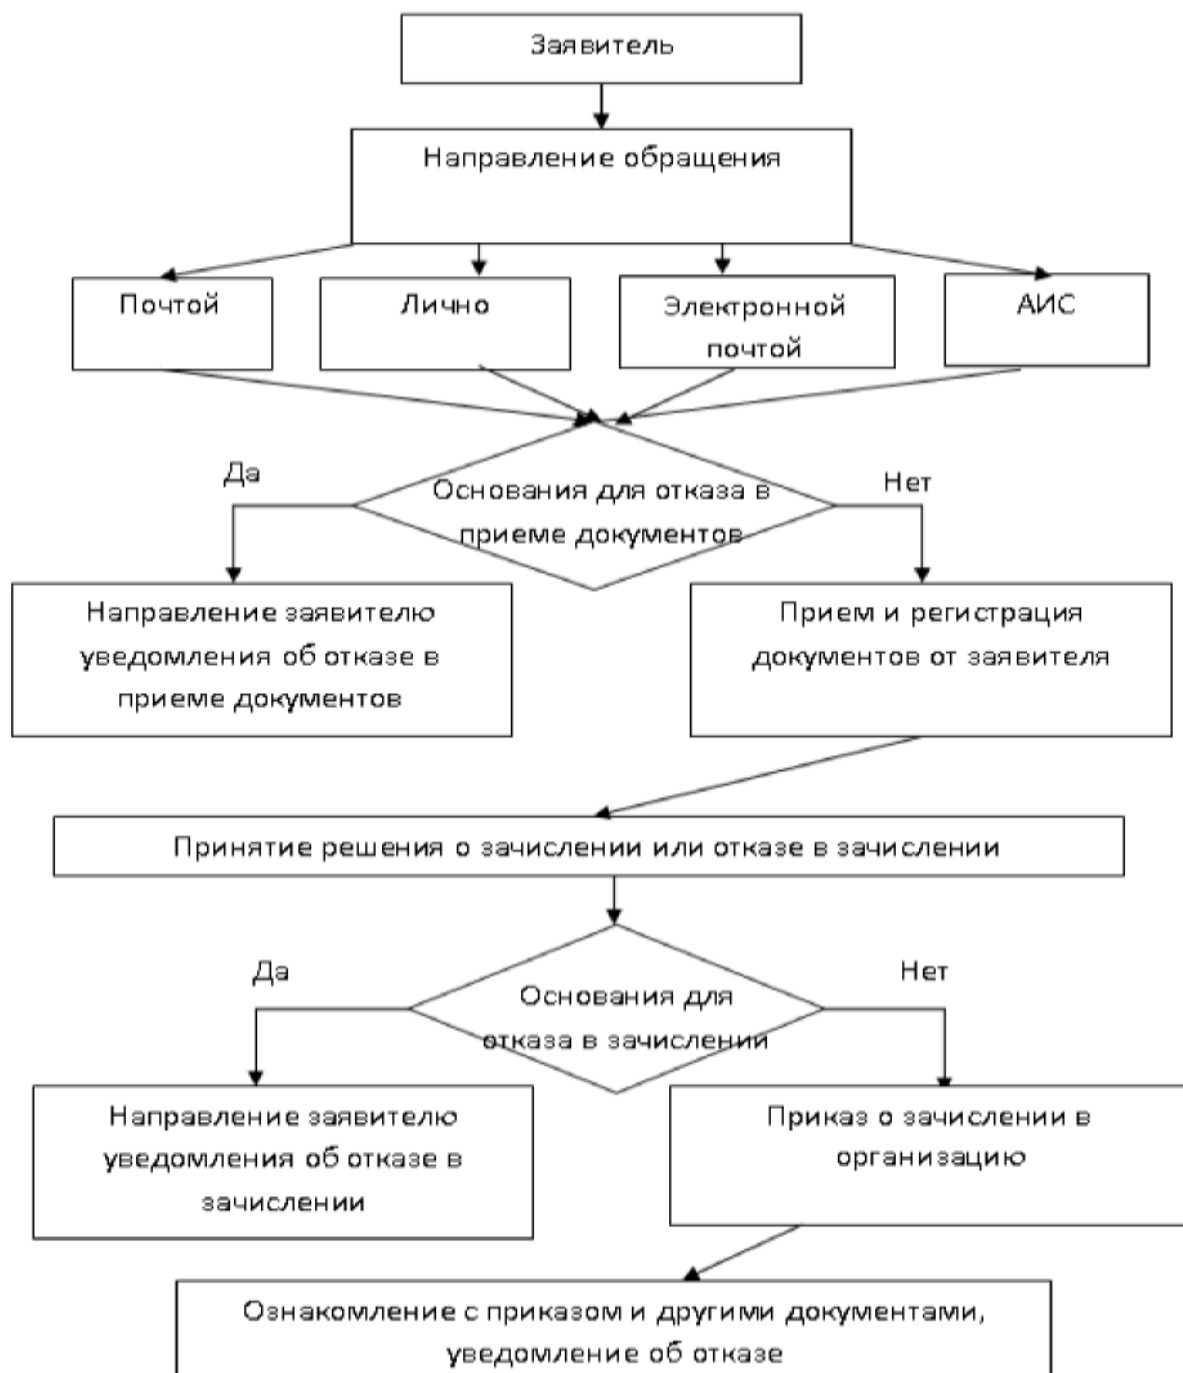 Заявитель
Направление обращения
Почтой
Лично
Электронной
почтой
АИС
Да
Нет
Основания для отказа в
приеме документов
Направление заявителю
уведомления об отказе в
приеме документов
Прием и регистрация
документов от заявителя
Принятие решения о зачислении или отказе в зачислении
Да
Нет
Основания для
отказа в зачислении
Направление заявителю
уведомления об отказе в
зачислении
Приказ о зачислении в
организацию
Ознакомление с приказом и другими документами,
уведомление об отказе